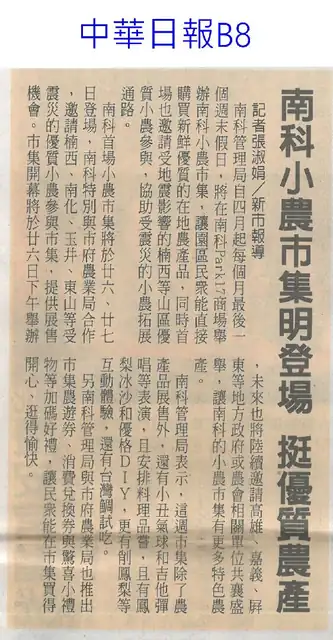 中華日報B8
南科小農市集明登場 挺優質農產
記者張淑娟／新市報導
南科管理局自四月起每個月最後一
個週末假日，將在南科Park17商場舉
辦南科小農市集，讓園區民眾能直接
購買新鮮優質的在地農產品，同時首
場也邀請受地震影響的楠西等山區優
質小農參與，協助受震災的小農拓展
通路。
南科首場小農市集將於廿六、廿七
日登場，南科特別與市府農業局合作
，邀請楠西、南化、玉井、東山等受
震災的優質小農參與市集，提供展售
機會。市集開幕將於廿六日下午舉辦
，未來也將陸續邀請高雄、嘉義、屏
東等地方政府或農會相關單位共襄盛
舉，讓南科的小農市集有更多特色農
產。
南科管理局表示，這週市集除了農
產品展售外，還有小丑氣球和吉他彈
唱等表演，且安排料理品嘗，且有鳳
梨冰沙和優格DIY，更有削鳳梨等
互動體驗，還有台灣鯛試吃。
另南科管理局與市府農業局也推出
市集農遊券、消費兌換券與驚喜小禮
物等加碼好禮，讓民眾能在市集買得
開心、逛得愉快。